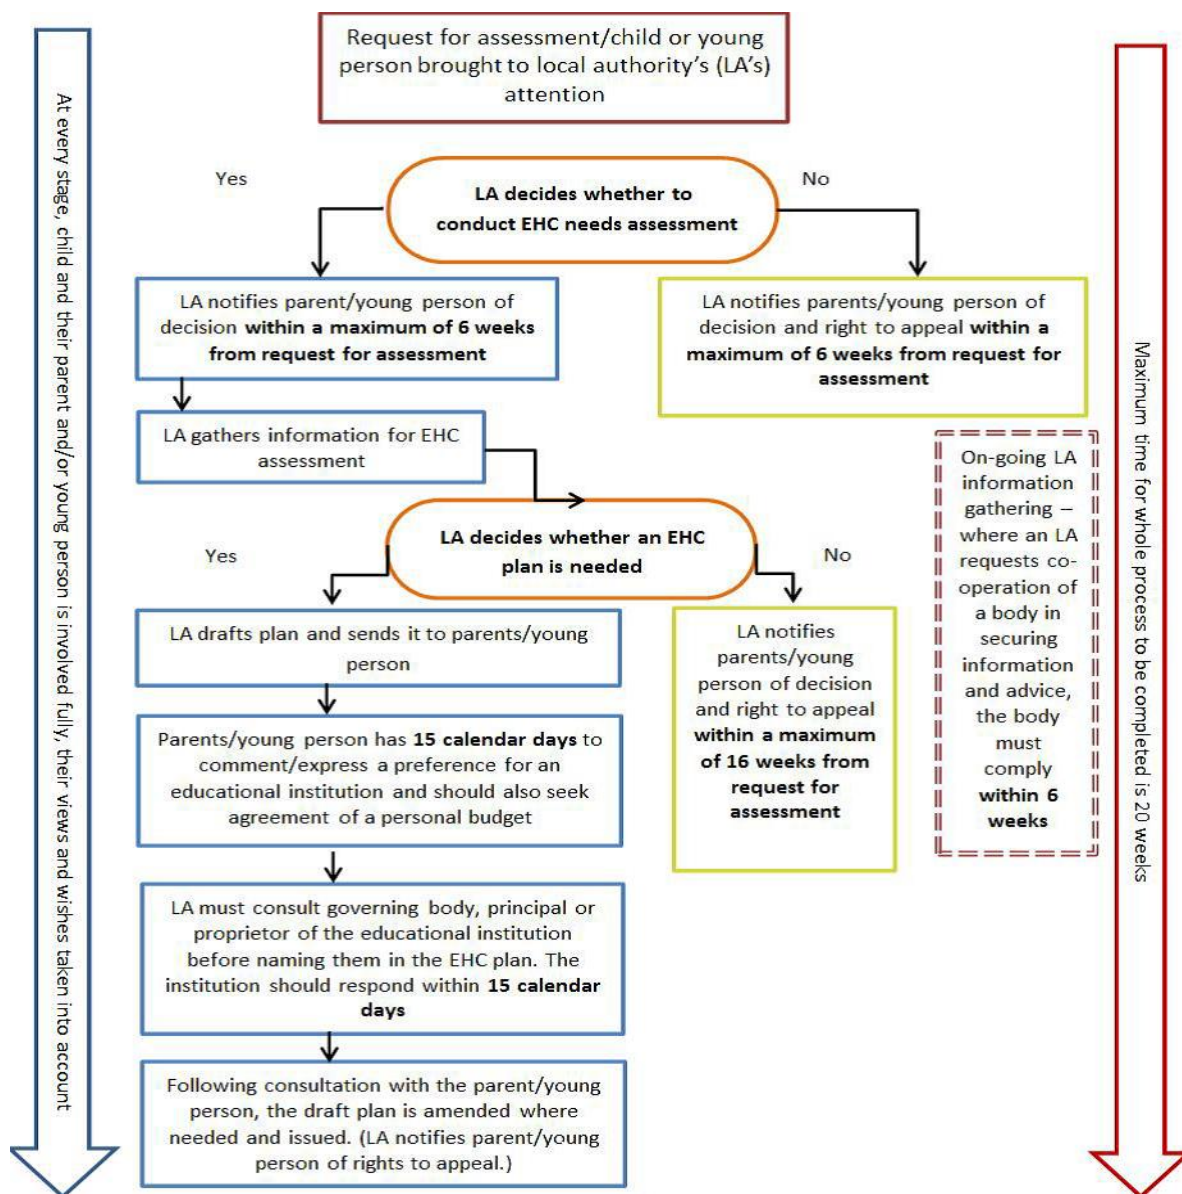 Request for assessment/child or young
person brought to local authority’s (LA’s)
attention
At every stage, child and their parent and/or young person is involved fully, their views and wishes taken into account
Maximum time for whole process to be completed is 20 weeks
Yes
LA decides whether to
conduct EHC needs assessment
No
LA notifies parent/young person of
decision within a maximum of 6 weeks
from request for assessment
LA notifies parents/young person of
decision and right to appeal within a
maximum of 6 weeks from request for
assessment
LA gathers information for EHC
assessment
On-going LA
information
gathering –
where an LA
requests co-
operation of
a body in
securing
information
and advice,
the body
must
comply
within 6
weeks
Yes
LA decides whether an EHC
plan is needed
No
LA drafts plan and sends it to parents/young
person
LA notifies
parents/young
person of decision
and right to appeal
within a maximum
of 16 weeks from
request for
assessment
Parents/young person has 15 calendar days to
comment/express a preference for an
educational institution and should also seek
agreement of a personal budget
LA must consult governing body, principal or
proprietor of the educational institution
before naming them in the EHC plan. The
institution should respond within 15 calendar
days
Following consultation with the parent/young
person, the draft plan is amended where
needed and issued. (LA notifies parent/young
person of rights to appeal.)